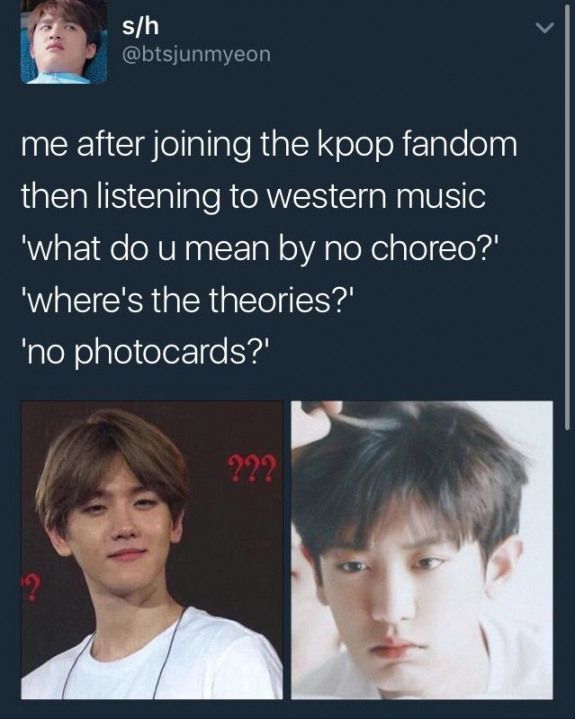 s/h
@btsjunmyeon
me after joining the kpop fandom
then listening to western music
'what do u mean by no choreo?'
'where's the theories?'
'no photocards?'
???
?